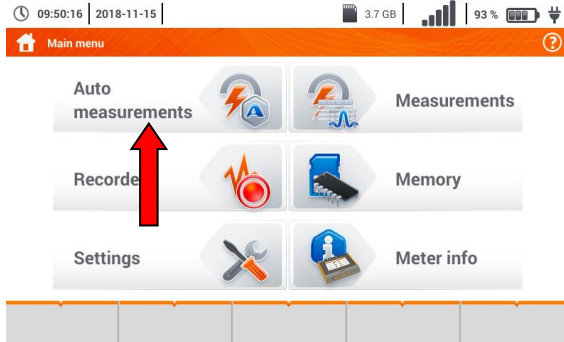 09:50:16 2018-11-15 3.7 GB 93 %
Main menu ?
Auto
measurements
A
Measurements
Recorde
Memory
Settings
Meter info